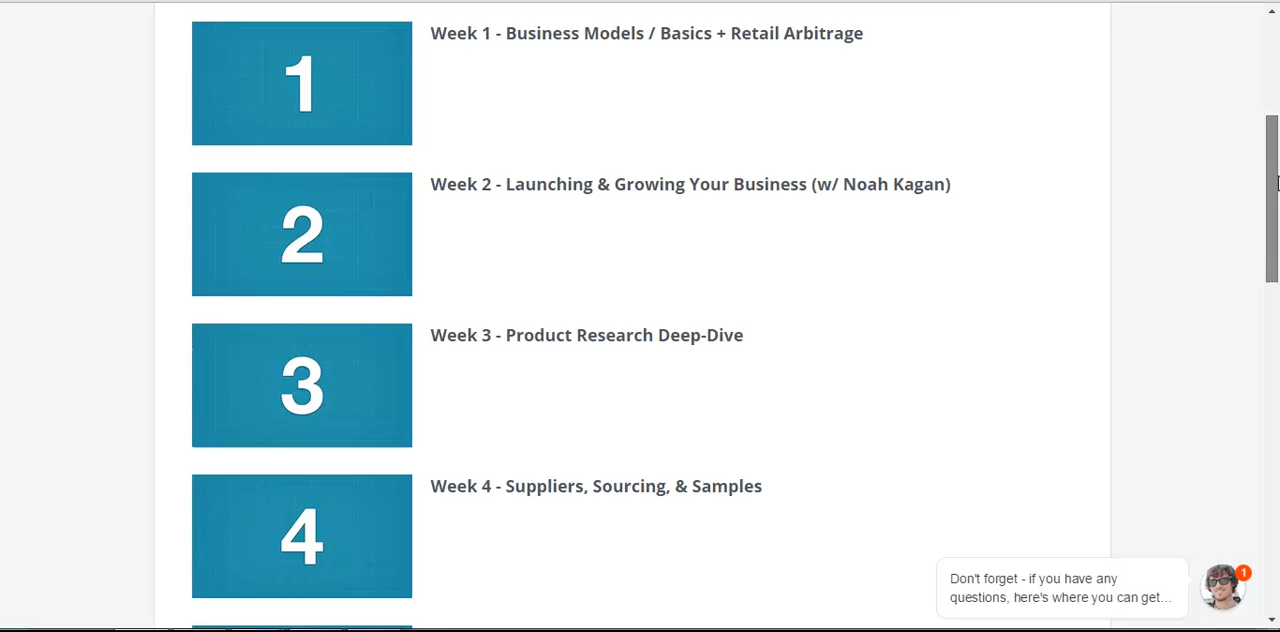 1
Week 1 - Business Models / Basics + Retail Arbitrage
2
Week 2 - Launching & Growing Your Business (w/ Noah Kagan)
3
Week 3 - Product Research Deep-Dive
4
Week 4 - Suppliers, Sourcing, & Samples
Don't forget - if you have any
questions, here's where you can get...
1